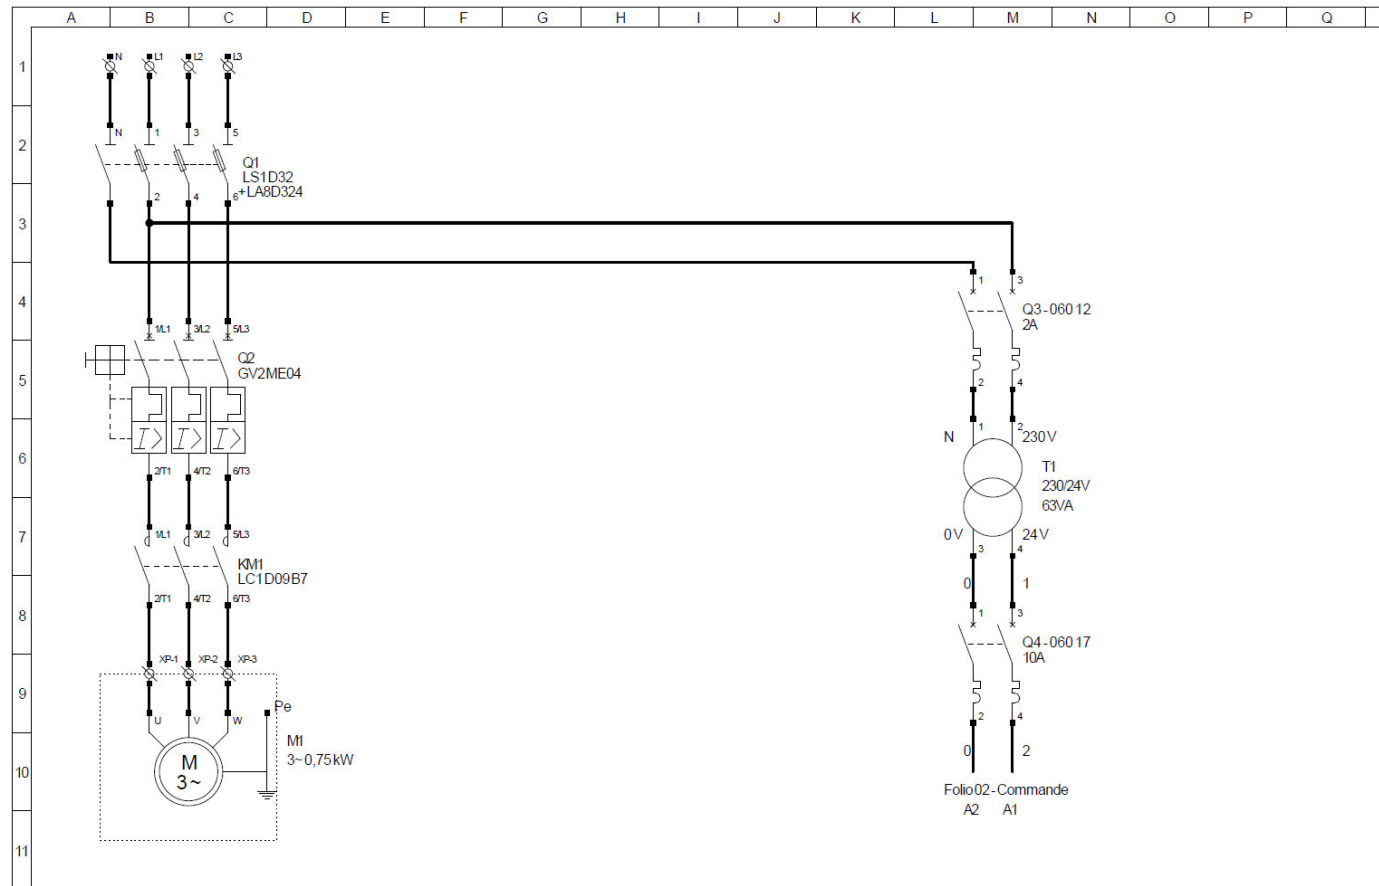 A B C D E F G H I J K L M N O P Q
1
N L1 L2 L3
N 1 3 5
2
Q1
LS1D32
+LA8D324
2 4 6
3
1 3
4
Q3-06012
2A
1/L1 3/L2 5/L3
Q2
GV2ME04
5
2 4
1 2
N 230V
6
T1
230/24V
63VA
2/T1 4/T2 6/T3
1/L1 3/L2 5/L3
7
0V 24V
3 4
KM1
LC1D09B7
0 1
2/T1 4/T2 6/T3
1 3
8
Q4-06017
10A
XP-1 XP-2 XP-3
9
Pe
U V W
2 4
M1
3~0,75kW
0 2
M
3~
10
Folio02-Commande
A2 A1
11